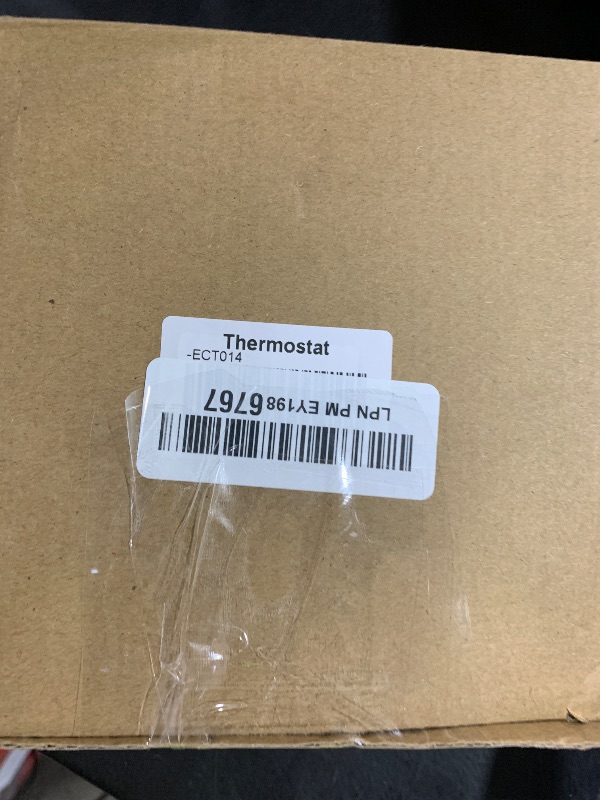 Thermostat
-ECT014
LPN PM EY1986767